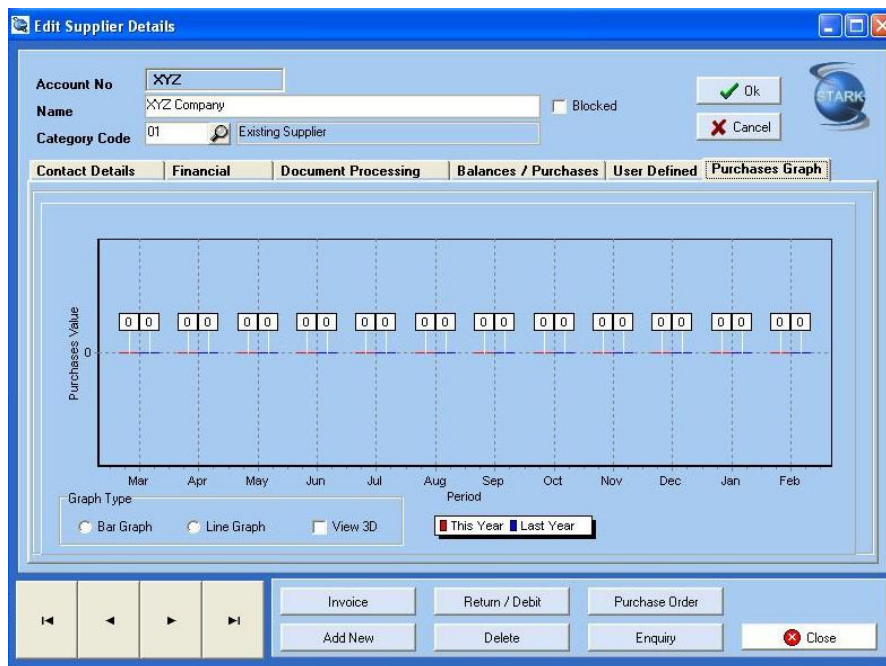 Edit Supplier Details
Account No XYZ
Name XYZ Company Blocked
Category Code 01 Existing Supplier
Ok
Cancel
STARK
Contact Details Financial Document Processing Balances / Purchases User Defined Purchases Graph
Purchases Value
0 0 0 0 0 0 0 0 0 0 0 0 0 0 0 0 0 0 0 0 0 0 0 0
0
Mar Apr May Jun Jul Aug Sep Oct Nov Dec Jan Feb
Period
Graph Type
Bar Graph Line Graph View 3D
This Year Last Year
Invoice Return / Debit Purchase Order
Add New Delete Enquiry Close